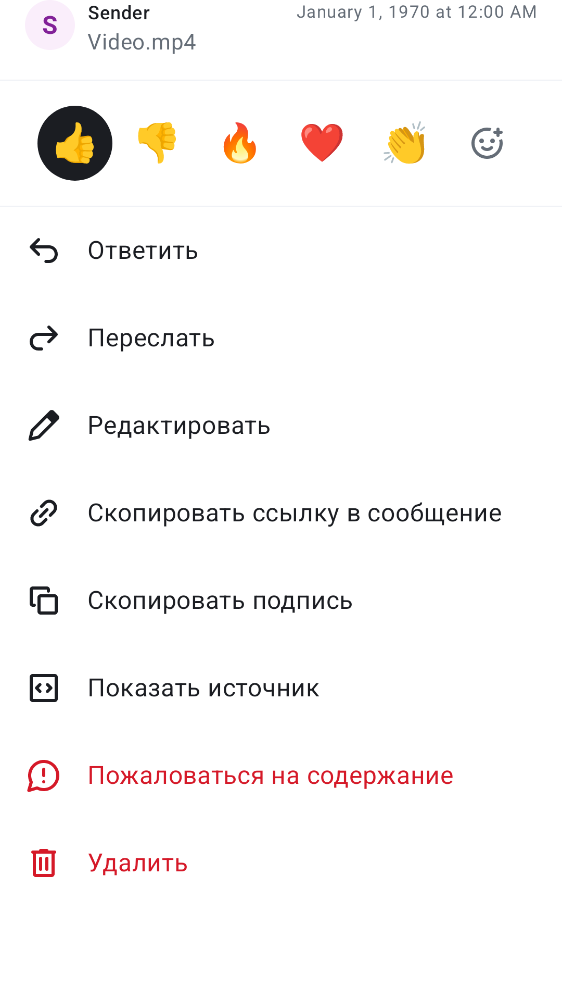 S
Sender
January 1, 1970 at 12:00 AM
Video.mp4
Ответить
Переслать
Редактировать
Скопировать ссылку в сообщение
Скопировать подпись
Показать источник
Пожаловаться на содержание
Удалить